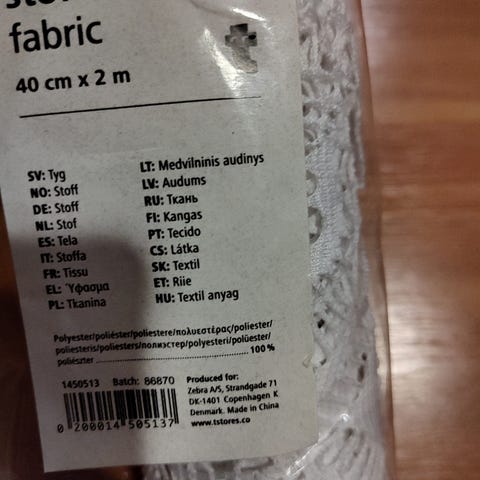 fabric
40 cm x 2 m
SV: Tyg
NO: Stoff
DE: Stoff
NL: Stof
ES: Tela
IT: Stoffa
FR: Tissu
EL: Ύφασμα
PL: Tkanina
LT: Medvilninis audinys
LV: Audums
RU: Ткань
FI: Kangas
PT: Tecido
CS: Látka
SK: Textil
ET: Riie
HU: Textil anyag
Polyester/poliéster/poliestere/πολυεστέρας/poliester/
poliesteris/poliesters/полиэстер/polyesteri/polüester/
poliészter 100 %
1450513 Batch: 86870
0 200014 505137
Produced for:
Zebra A/S, Strandgade 71
DK-1401 Copenhagen K
Denmark. Made in China
www.tstores.co